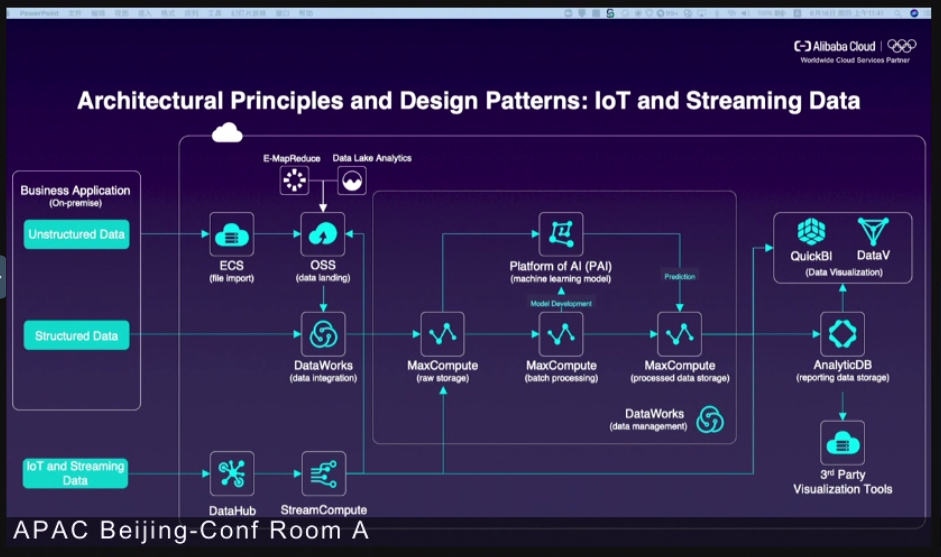 PowerPoint 文件 编辑 视图 插入 格式 排列 工具 幻灯片放映 窗口 帮助
Alibaba Cloud
Worldwide Cloud Services Partner
Architectural Principles and Design Patterns: IoT and Streaming Data
E-MapReduce Data Lake Analytics
Business Application
(On-premise)
Unstructured Data
ECS
(file import)
OSS
(data landing)
Platform of AI (PAI)
(machine learning model)
Prediction
QuickBI DataV
(Data Visualization)
Model Development
Structured Data
DataWorks
(data integration)
MaxCompute
(raw storage)
MaxCompute
(batch processing)
MaxCompute
(processed data storage)
AnalyticDB
(reporting data storage)
DataWorks
(data management)
IoT and Streaming
Data
DataHub
StreamCompute
3rd Party
Visualization Tools
APAC Beijing-Conf Room A